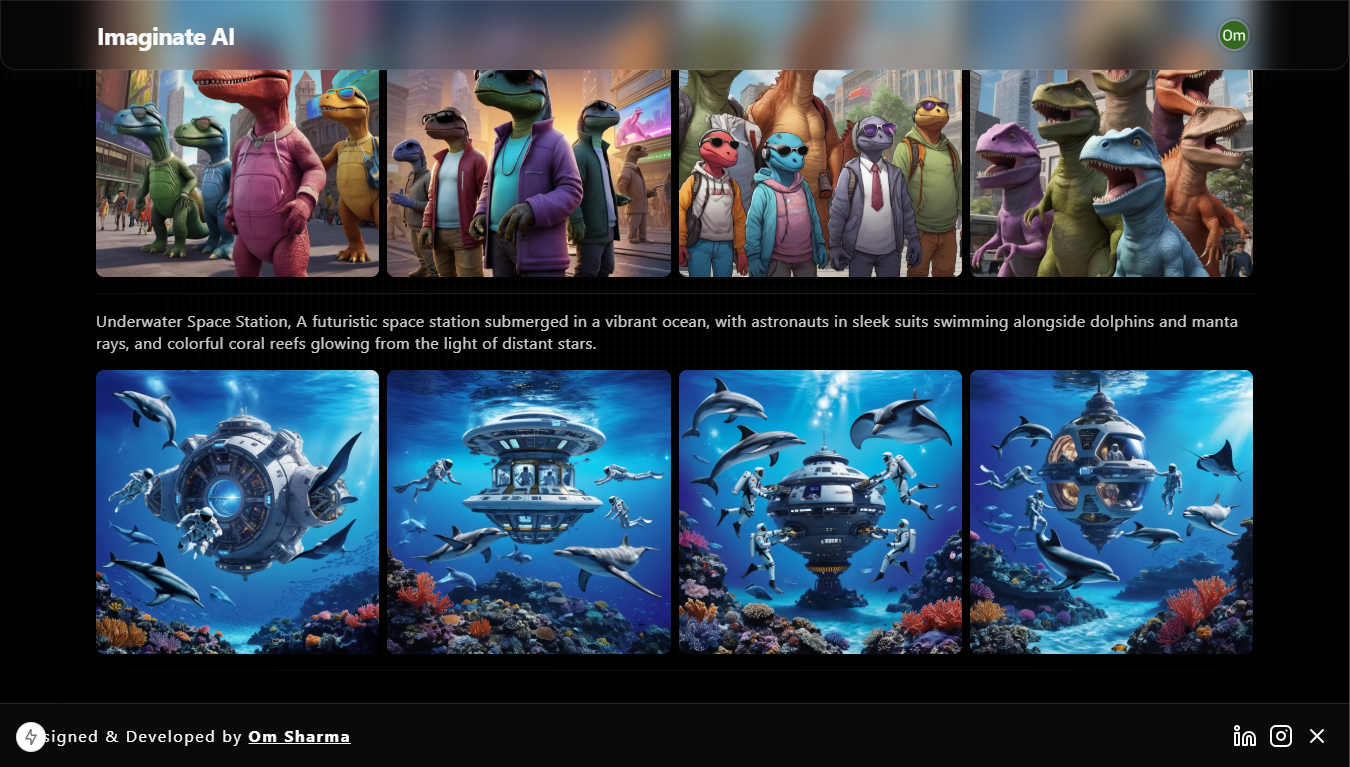 Imaginate AI
Om
Underwater Space Station, A futuristic space station submerged in a vibrant ocean, with astronauts in sleek suits swimming alongside dolphins and manta
rays, and colorful coral reefs glowing from the light of distant stars.
signed & Developed by Om Sharma